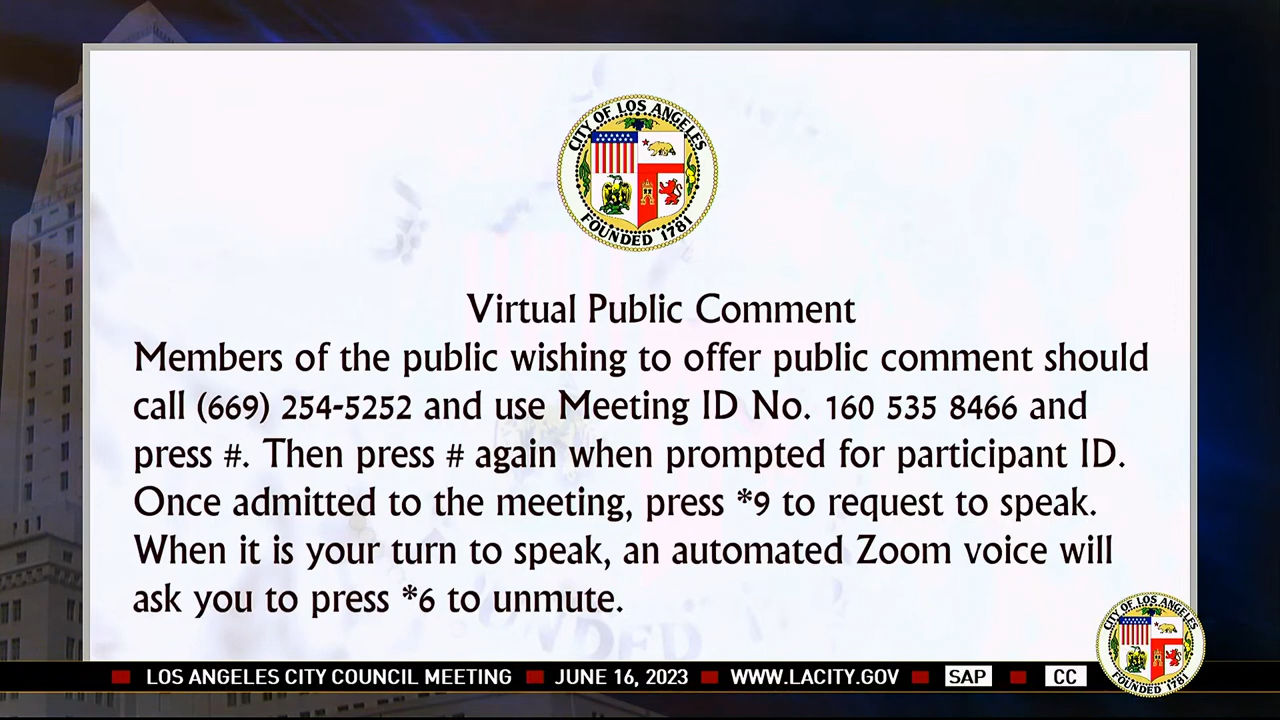 CITY OF LOS ANGELES
FOUNDED 1781
Virtual Public Comment
Members of the public wishing to offer public comment should
call (669) 254-5252 and use Meeting ID No. 160 535 8466 and
press #. Then press # again when prompted for participant ID.
Once admitted to the meeting, press *9 to request to speak.
When it is your turn to speak, an automated Zoom voice will
ask you to press *6 to unmute.
UNDED
LOS ANGELES CITY COUNCIL MEETING JUNE 16, 2023 WWW.LACITY.GOV SAP CC
CITY OF LOS ANGELES
FOUNDED 1781